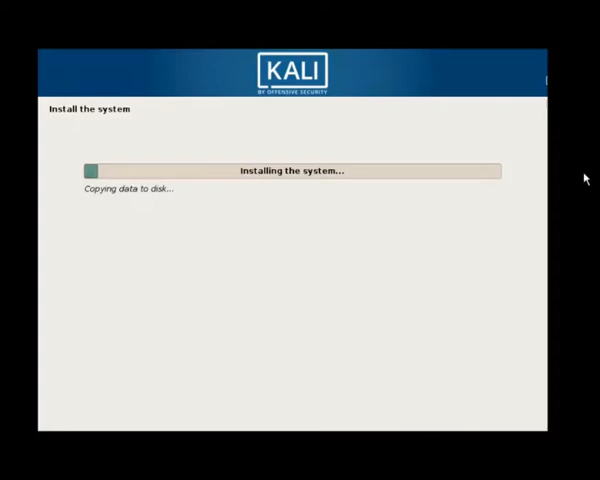 KALI
BY OFFENSIVE SECURITY
Install the system
Installing the system...
Copying data to disk...